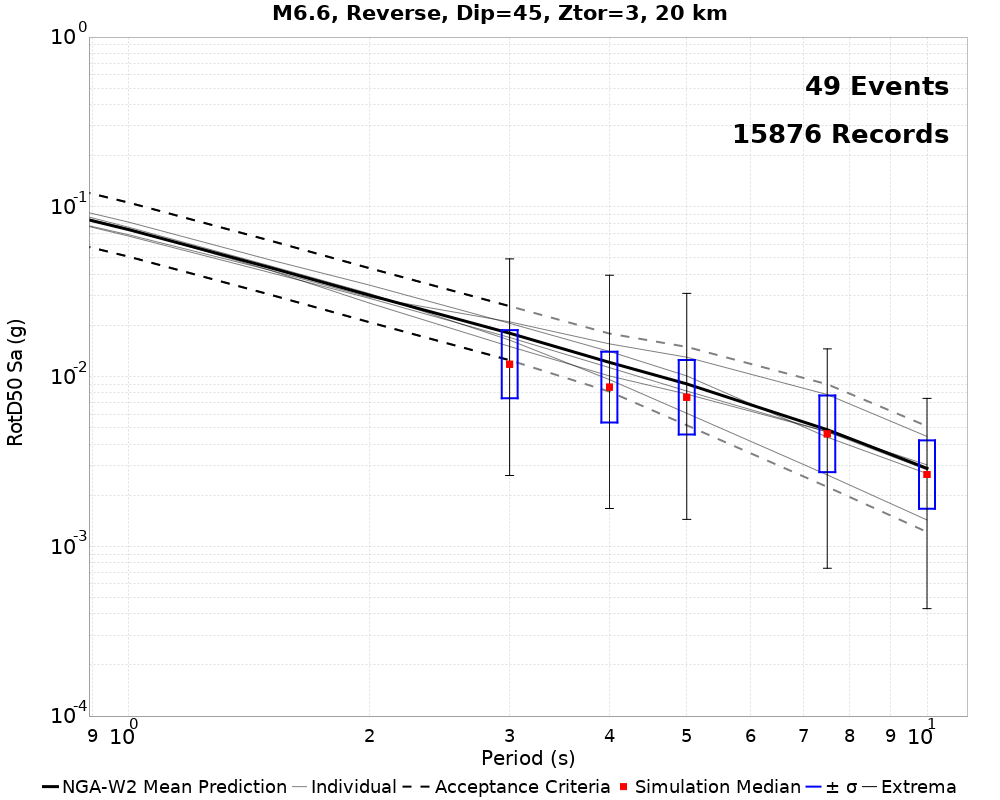 M6.6, Reverse, Dip=45, Ztor=3, 20 km
49 Events
15876 Records
10^0
10^-1
10^-2
10^-3
10^-4
RotD50 Sa (g)
9 10^0 2 3 4 5 6 7 8 9 10^1
Period (s)
NGA-W2 Mean Prediction Individual Acceptance Criteria Simulation Median ± σ Extrema